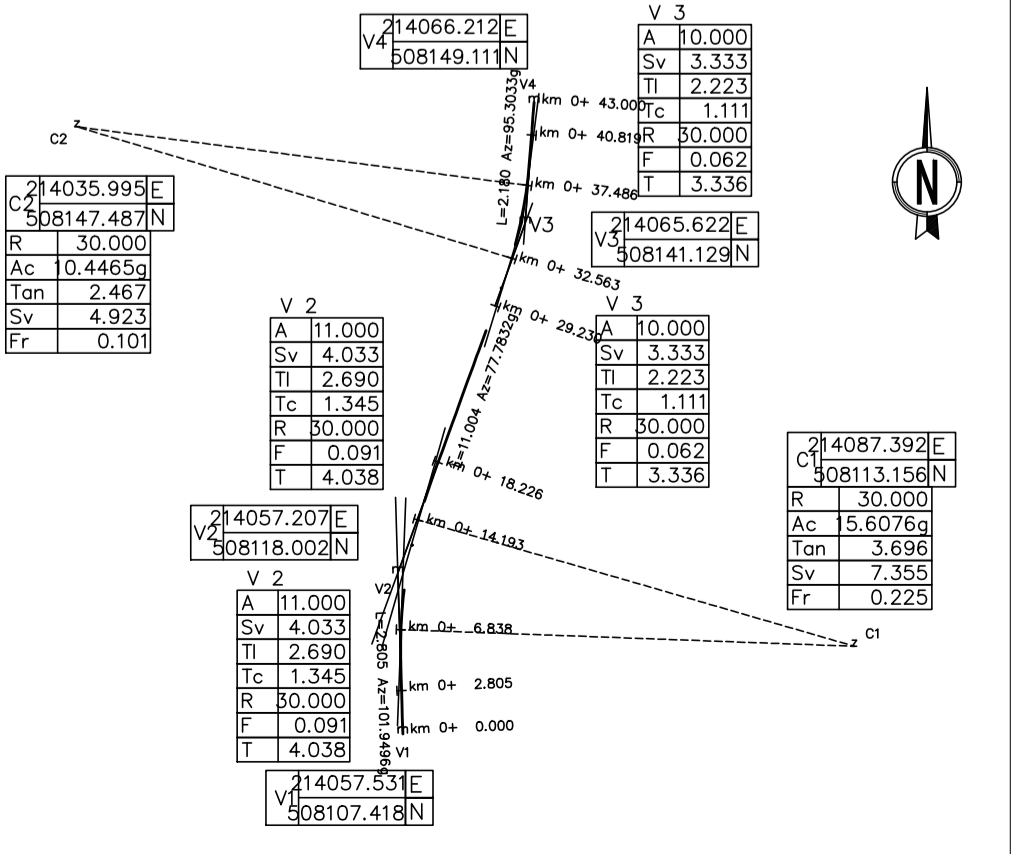 V4 214066.212 E
508149.111 N
V 3
A 10.000
Sv 3.333
Tl 2.223
Tc 1.111
R 30.000
F 0.062
T 3.336
V4
km 0+ 43.000
km 0+ 40.819
km 0+ 37.486
L=2.180 Az=95.3033g
C2
N
C2 214035.995 E
508147.487 N
R 30.000
Ac 10.4465g
Tan 2.467
Sv 4.923
Fr 0.101
V3
V3 214065.622 E
508141.129 N
km 0+ 32.563
km 0+ 29.230
V 2
A 11.000
Sv 4.033
Tl 2.690
Tc 1.345
R 30.000
F 0.091
T 4.038
L=11.004 Az=77.7832g
V 3
A 10.000
Sv 3.333
Tl 2.223
Tc 1.111
R 30.000
F 0.062
T 3.336
C1 214087.392 E
508113.156 N
R 30.000
Ac 15.6076g
Tan 3.696
Sv 7.355
Fr 0.225
km 0+ 18.226
km 0+ 14.193
V2 214057.207 E
508118.002 N
V2
V 2
A 11.000
Sv 4.033
Tl 2.690
Tc 1.345
R 30.000
F 0.091
T 4.038
km 0+ 6.838
C1
L=2.805 Az=101.9496g
km 0+ 2.805
km 0+ 0.000
V1
V1 214057.531 E
508107.418 N